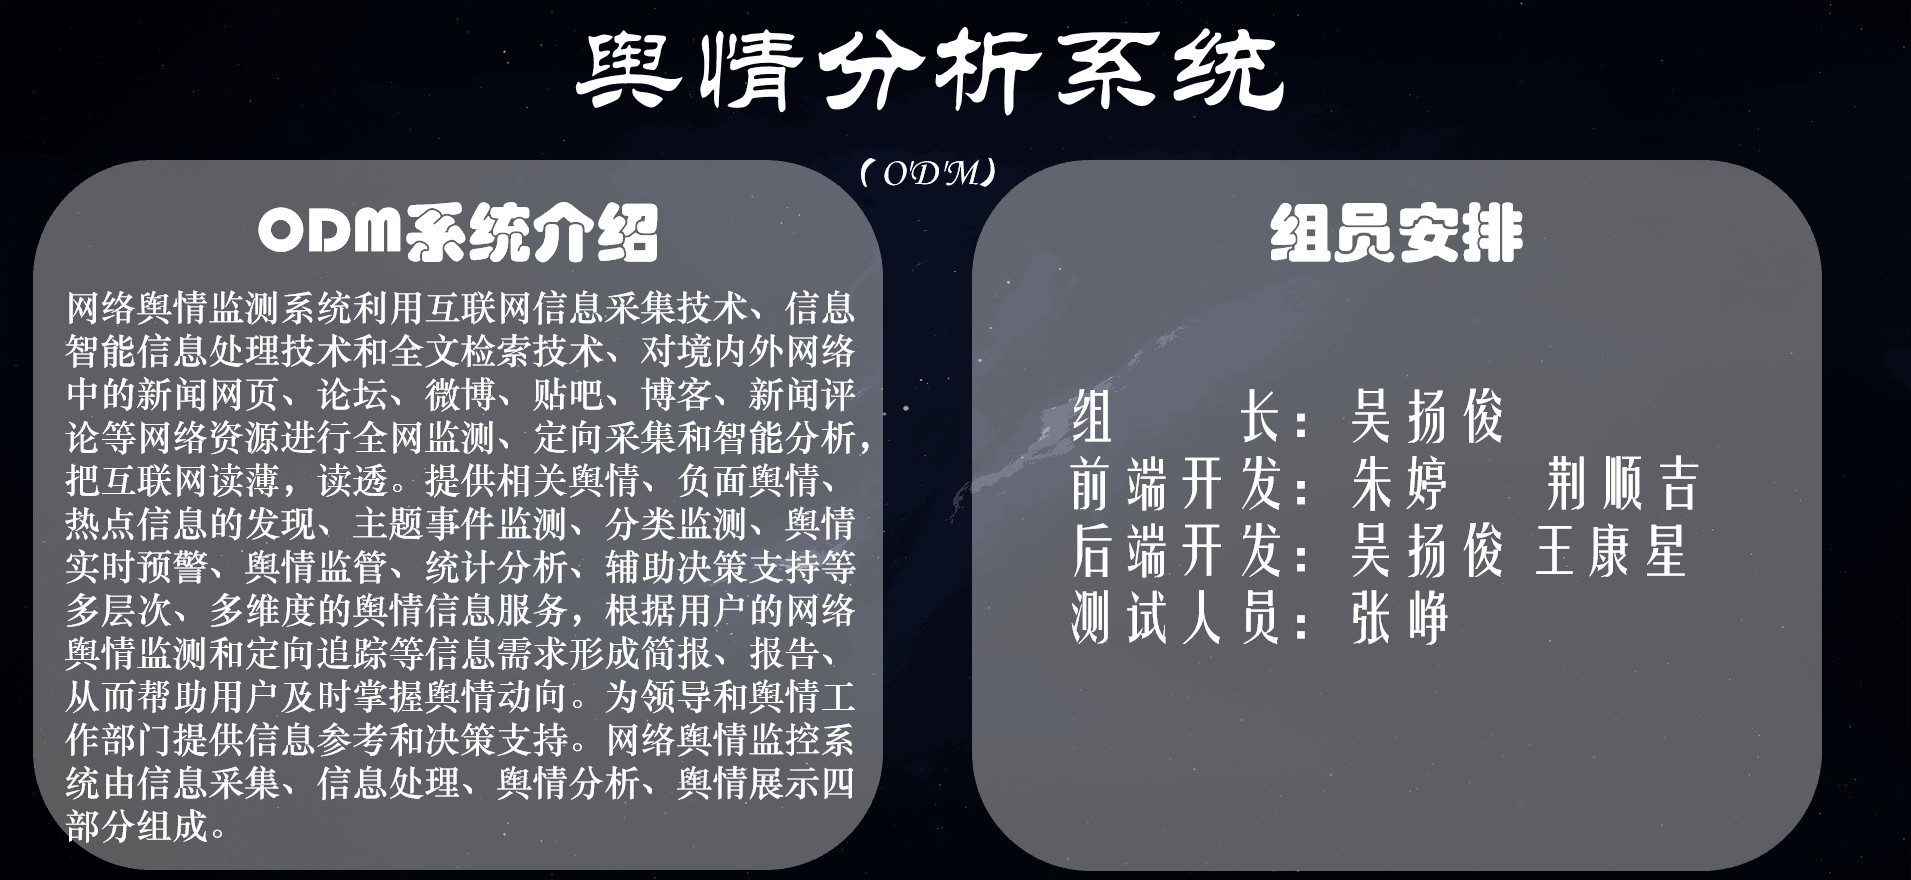 舆情分析系统
（O'D'M）
ODM系统介绍
网络舆情监测系统利用互联网信息采集技术、信息
智能信息处理技术和全文检索技术、对境内外网络
中的新闻网页、论坛、微博、贴吧、博客、新闻评
论等网络资源进行全网监测、定向采集和智能分析，
把互联网读薄，读透。提供相关舆情、负面舆情、
热点信息的发现、主题事件监测、分类监测、舆情
实时预警、舆情监管、统计分析、辅助决策支持等
多层次、多维度的舆情信息服务，根据用户的网络
舆情监测和定向追踪等信息需求形成简报、报告、
从而帮助用户及时掌握舆情动向。为领导和舆情工
作部门提供信息参考和决策支持。网络舆情监控系
统由信息采集、信息处理、舆情分析、舆情展示四
部分组成。
组员安排
组 长：吴扬俊
前端开发：朱婷 荆顺吉
后端开发：吴扬俊 王康星
测试人员：张峥